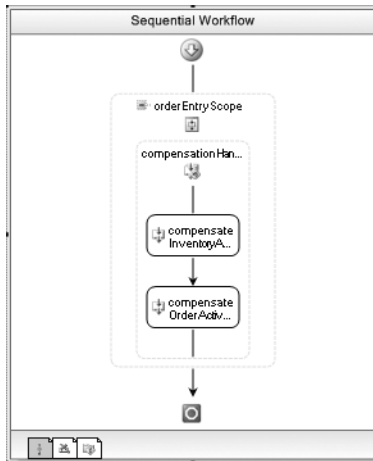 Sequential Workflow
orderEntryScope
compensationHan...
compensate
InventoryA...
compensate
OrderActiv...